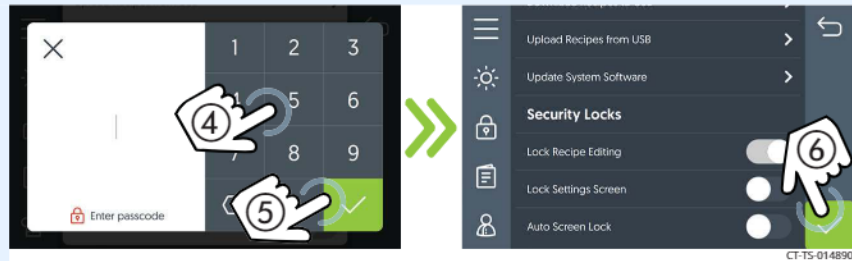 1 2 3
④ 5 6
7 8 9
⑤
Enter passcode
Upload Recipes from USB
Update System Software
Security Locks
Lock Recipe Editing
⑥
Lock Settings Screen
Auto Screen Lock
CT-TS-014890